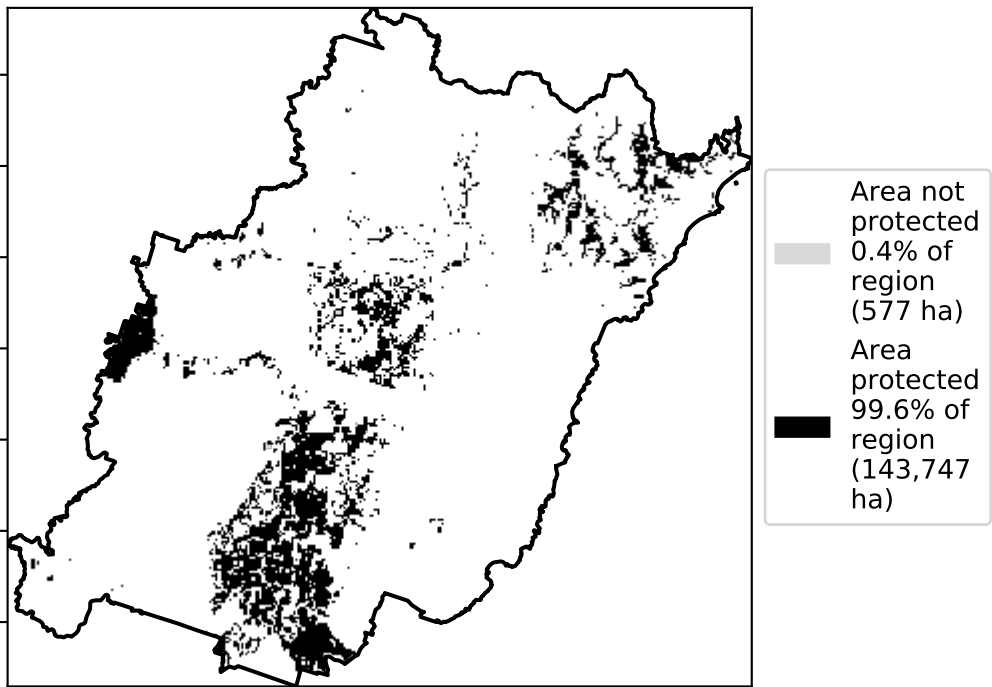 Area not
protected
0.4% of
region
(577 ha)
Area
protected
99.6% of
region
(143,747
ha)